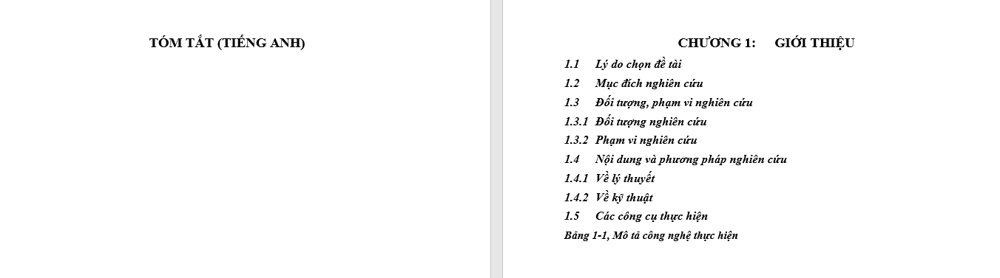 TÓM TẮT (TIẾNG ANH)
CHƯƠNG 1: GIỚI THIỆU
1.1 Lý do chọn đề tài
1.2 Mục đích nghiên cứu
1.3 Đối tượng, phạm vi nghiên cứu
1.3.1 Đối tượng nghiên cứu
1.3.2 Phạm vi nghiên cứu
1.4 Nội dung và phương pháp nghiên cứu
1.4.1 Về lý thuyết
1.4.2 Về kỹ thuật
1.5 Các công cụ thực hiện
Bảng 1-1, Mô tả công nghệ thực hiện